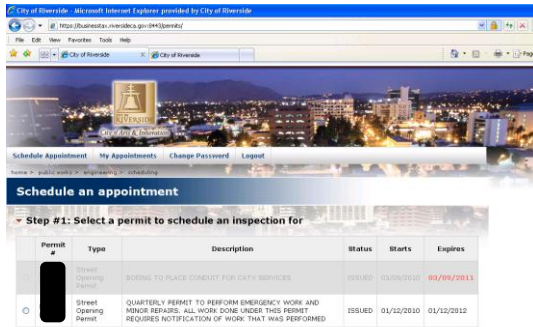 City of Riverside - Microsoft Internet Explorer provided by City of Riverside
https://businesstax.riversideca.gov:8443/permits/
File Edit View Favorites Tools Help
City of Riverside City of Riverside
RIVERSIDE
City of Arts & Innovation
Schedule Appointment My Appointments Change Password Logout
home > public works > engineering > scheduling
Schedule an appointment
Step #1: Select a permit to schedule an inspection for
Permit # Type Description Status Starts Expires
Street Opening Permit BORING TO PLACE CONDUIT FOR CATV SERVICES ISSUED 03/09/2010 03/09/2011
Street Opening Permit QUARTERLY PERMIT TO PERFORM EMERGENCY WORK AND
MINOR REPAIRS. ALL WORK DONE UNDER THIS PERMIT
REQUIRES NOTIFICATION OF WORK THAT WAS PERFORMED ISSUED 01/12/2010 01/12/2012